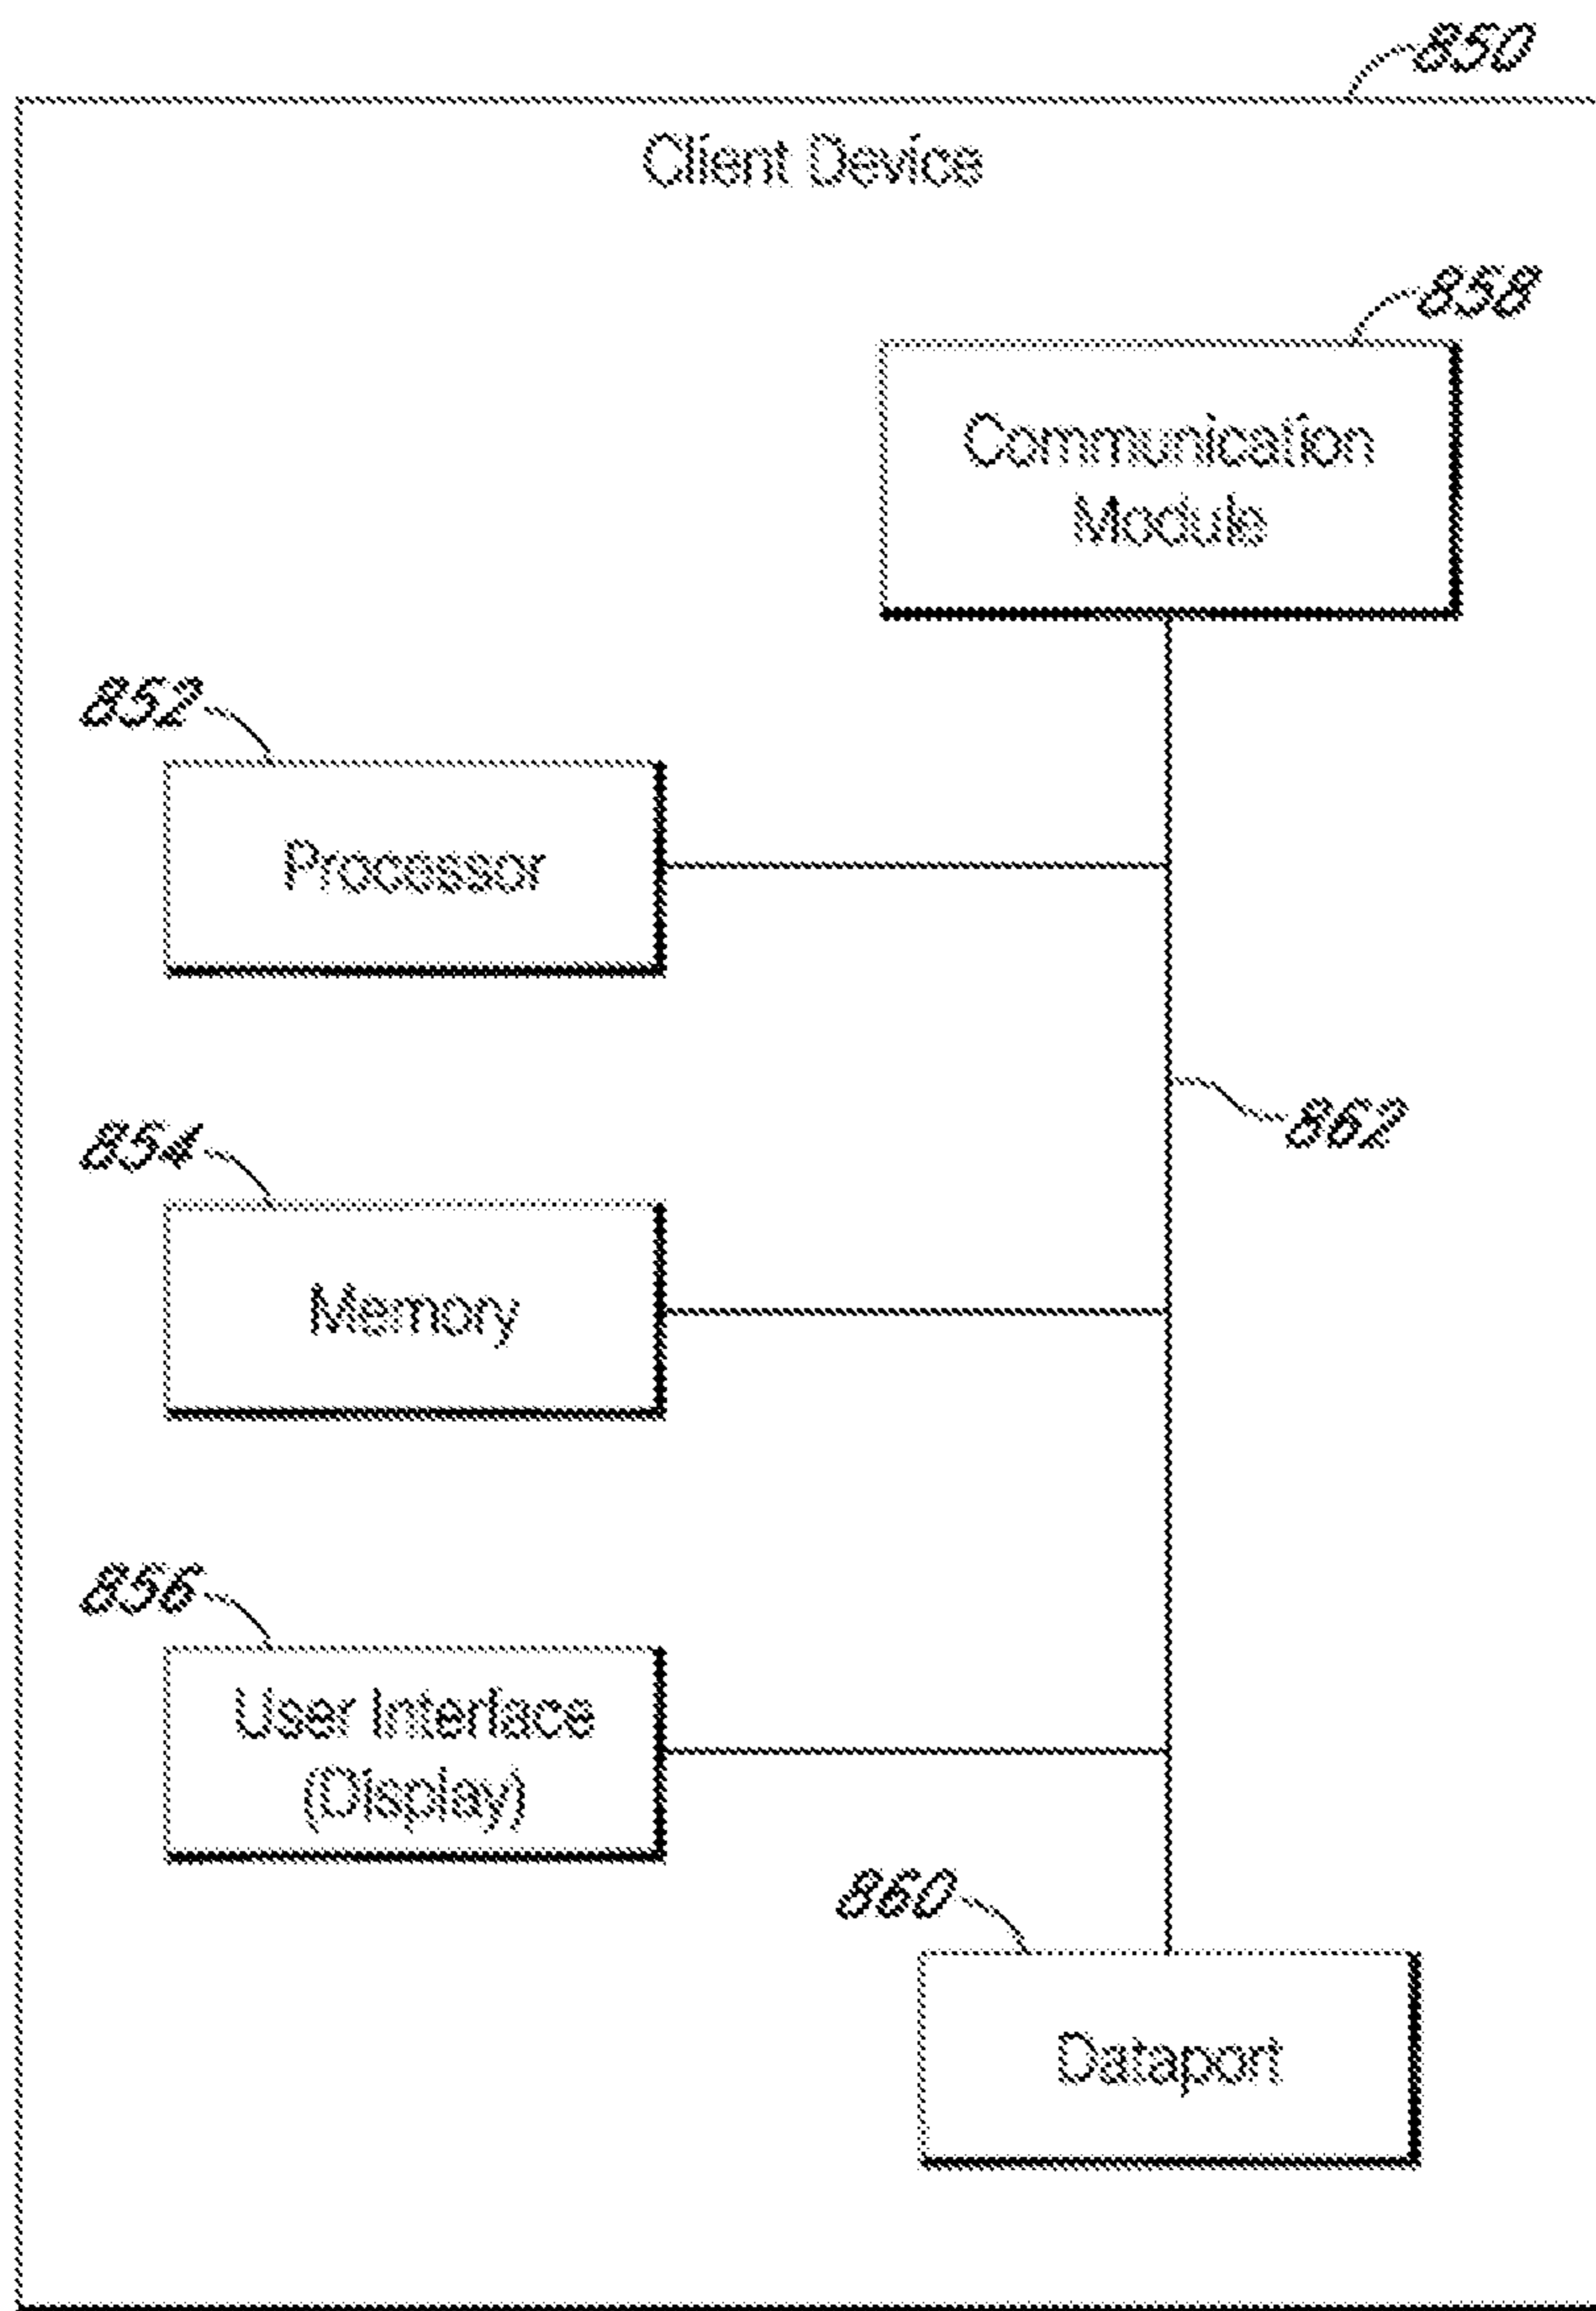 850
Client Device
858
Communication
Module
852
Processor
862
854
Memory
856
User Interface
(Display)
860
Dataport